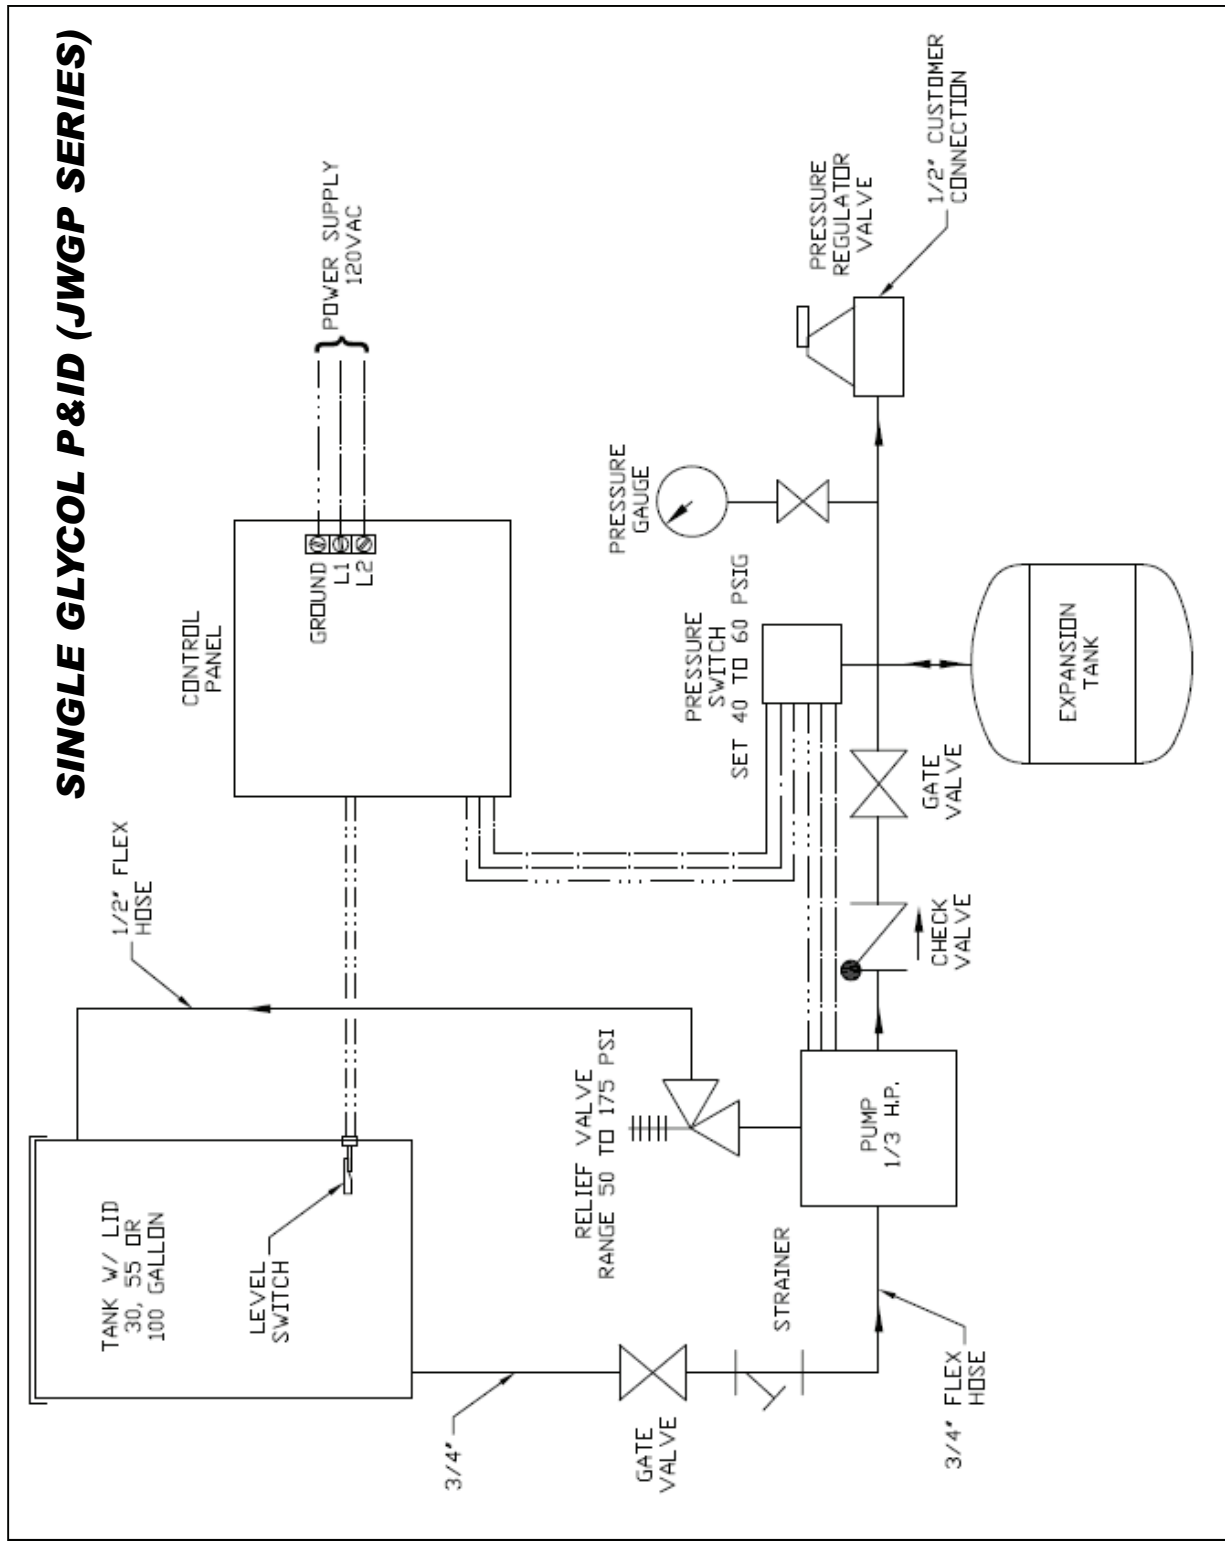 SINGLE GLYCOL P&ID (JWGP SERIES)
1/2" FLEX
HOSE
CONTROL
PANEL
POWER SUPPLY
120VAC
GROUND
L1
L2
TANK W/ LID
30, 55 OR
100 GALLON
LEVEL
SWITCH
3/4"
GATE
VALVE
STRAINER
3/4" FLEX
HOSE
RELIEF VALVE
RANGE 50 TO 175 PSI
PUMP
1/3 H.P.
CHECK
VALVE
GATE
VALVE
PRESSURE
SWITCH
SET 40 TO 60 PSIG
EXPANSION
TANK
PRESSURE
GAUGE
PRESSURE
REGULATOR
VALVE
1/2" CUSTOMER
CONNECTION